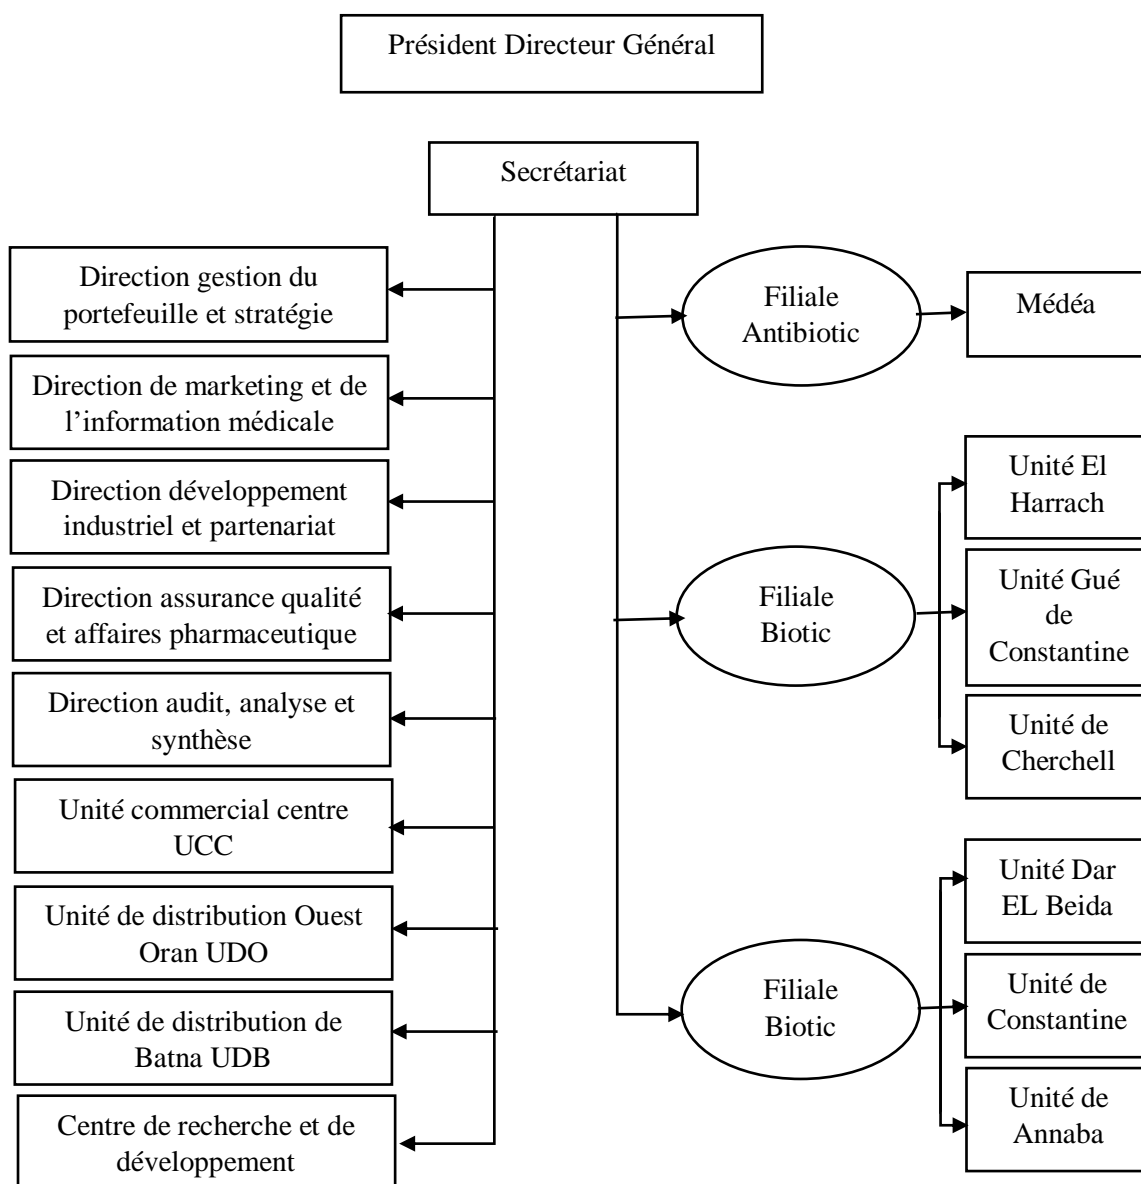 Président Directeur Général
Secrétariat
Direction gestion du
portefeuille et stratégie
Direction de marketing et de
l’information médicale
Direction développement
industriel et partenariat
Direction assurance qualité
et affaires pharmaceutique
Direction audit, analyse et
synthèse
Unité commercial centre
UCC
Unité de distribution Ouest
Oran UDO
Unité de distribution de
Batna UDB
Centre de recherche et de
développement
Filiale
Antibiotic
Médéa
Filiale
Biotic
Unité El
Harrach
Unité Gué
de
Constantine
Unité de
Cherchell
Filiale
Biotic
Unité Dar
EL Beida
Unité de
Constantine
Unité de
Annaba